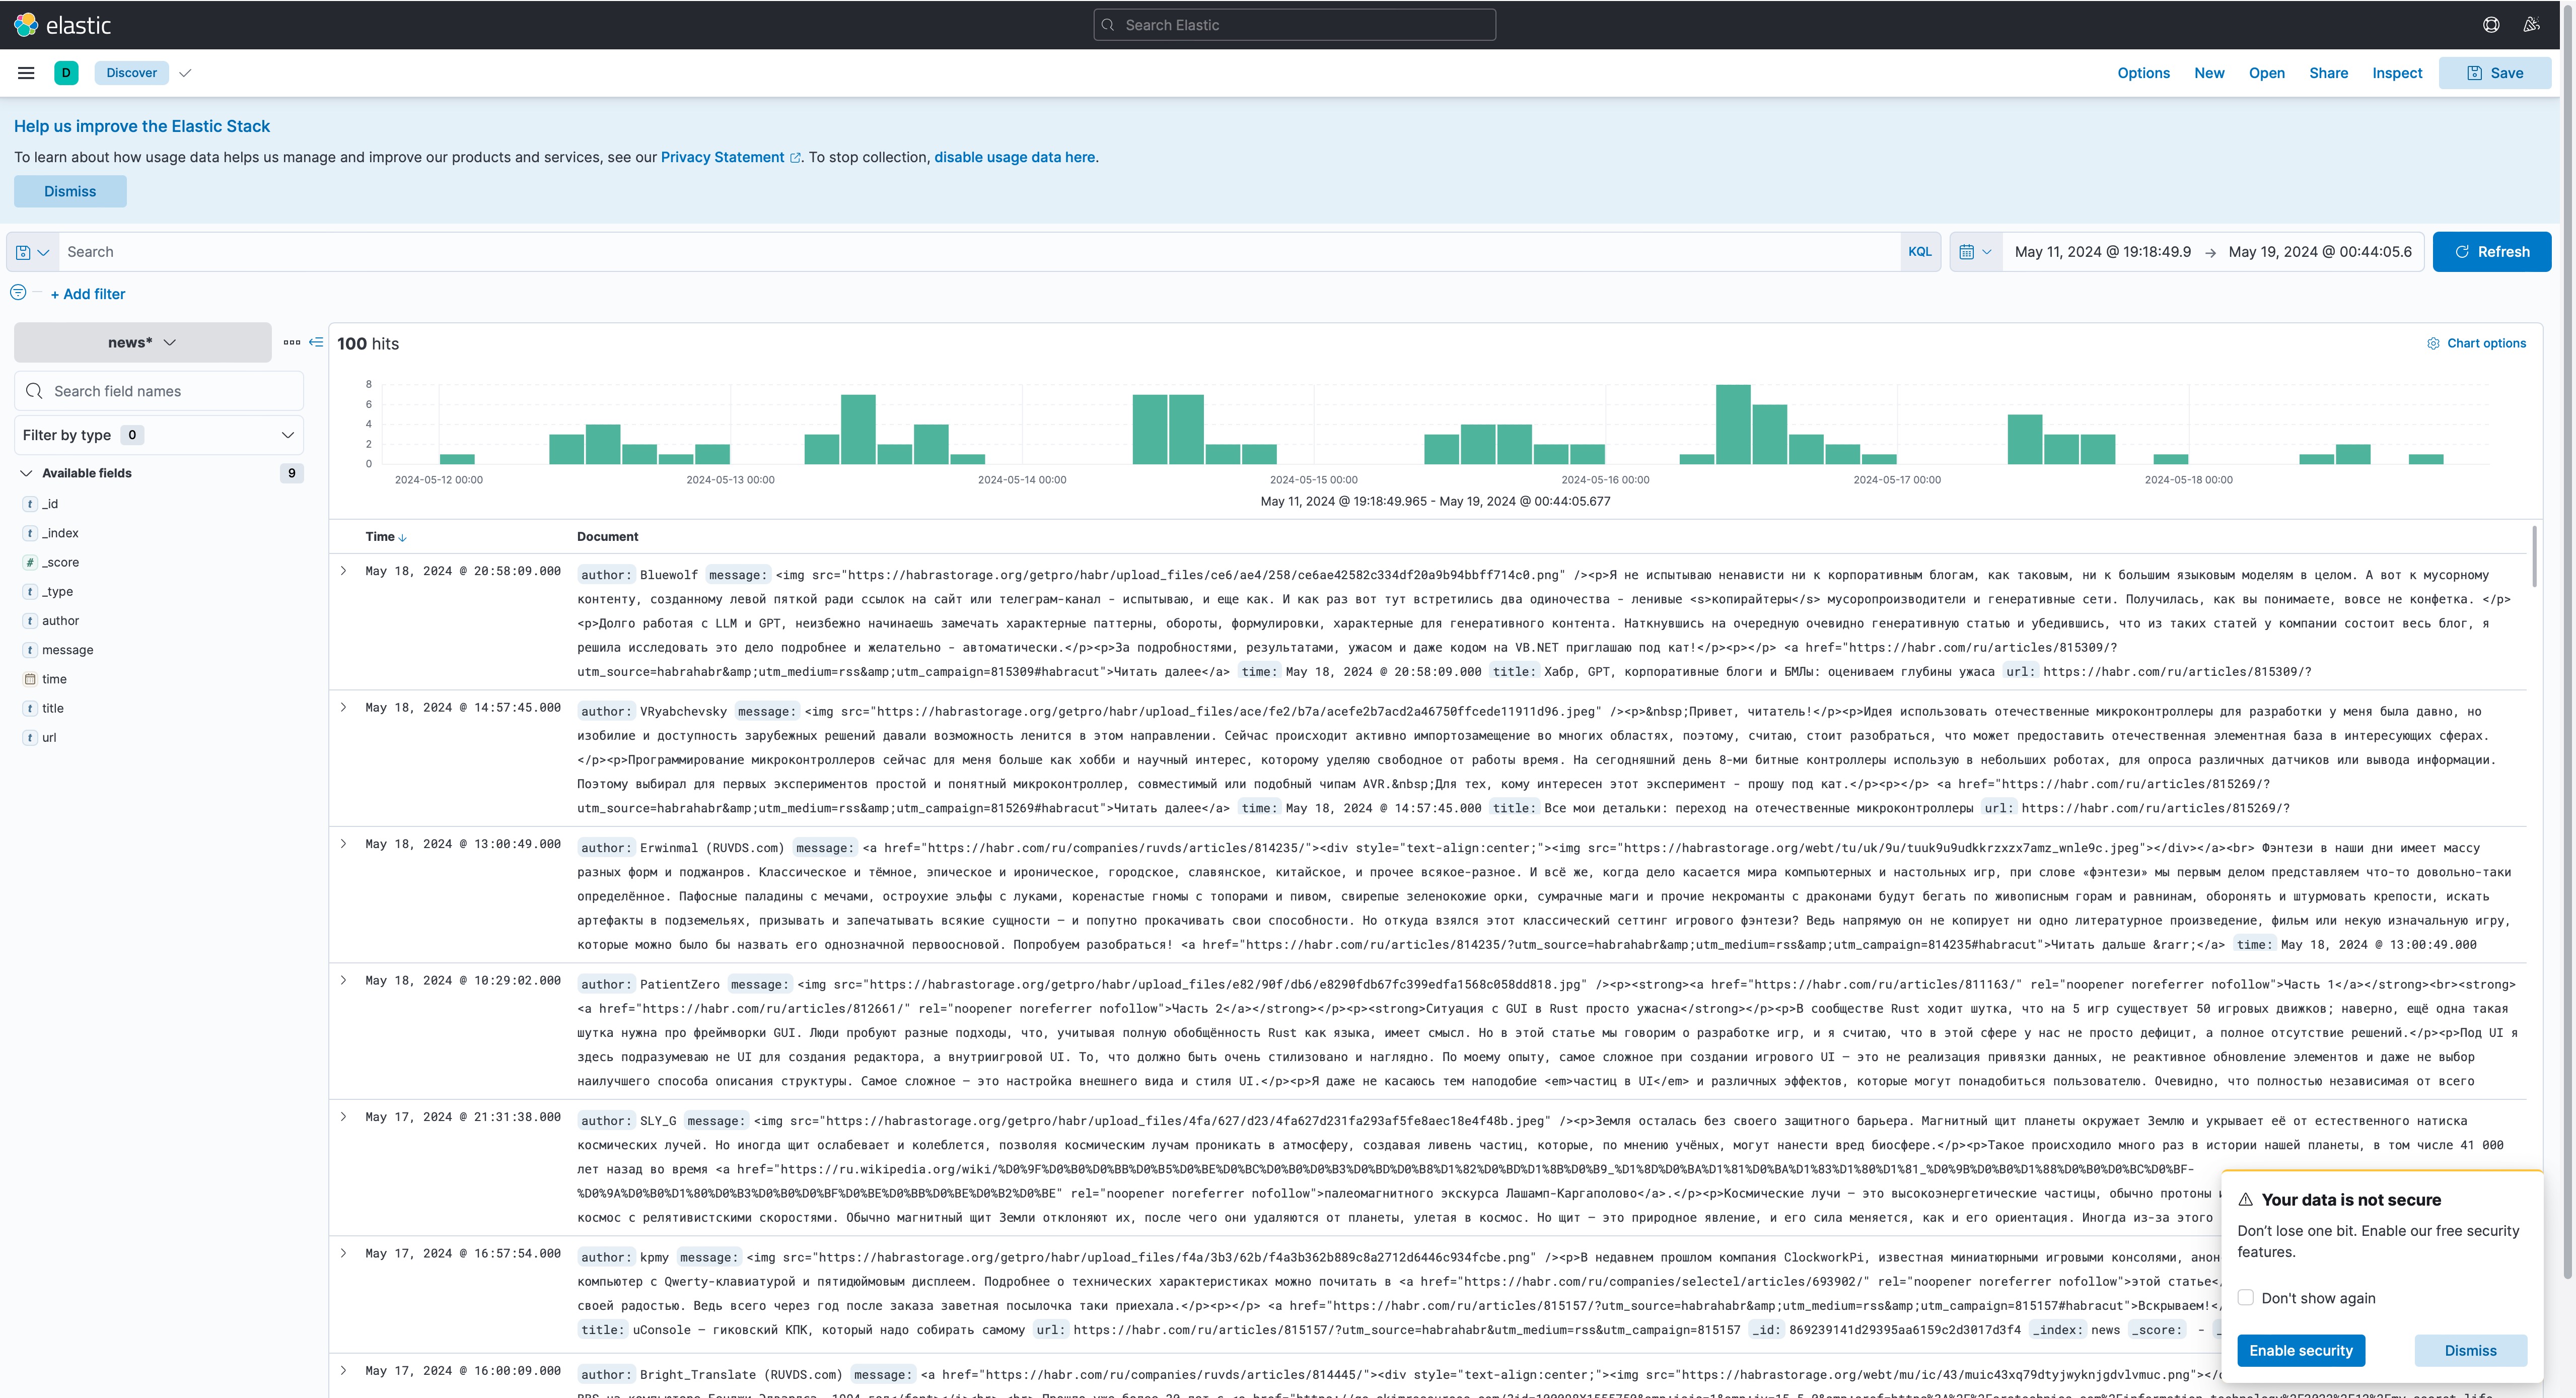 elastic
Search Elastic
D Discover
Options New Open Share Inspect Save
Help us improve the Elastic Stack
To learn about how usage data helps us manage and improve our products and services, see our Privacy Statement. To stop collection, disable usage data here.
Dismiss
Search
KQL
May 11, 2024 @ 19:18:49.9 → May 19, 2024 @ 00:44:05.6
Refresh
+ Add filter
news*
Search field names
Filter by type 0
Available fields 9
t _id
t _index
# _score
t _type
t author
t message
time
t title
t url
100 hits
Chart options
8
6
4
2
0
2024-05-12 00:00 2024-05-13 00:00 2024-05-14 00:00 2024-05-15 00:00 2024-05-16 00:00 2024-05-17 00:00 2024-05-18 00:00
May 11, 2024 @ 19:18:49.965 - May 19, 2024 @ 00:44:05.677
Time Document
May 18, 2024 @ 20:58:09.000 author: Bluewolf message: <img src="https://habrastorage.org/getpro/habr/upload_files/ce6/ae4/258/ce6ae42582c334df20a9b94bbff714c0.png" /><p>Я не испытываю ненависти ни к корпоративным блогам, как таковым, ни к большим языковым моделям в целом. А вот к мусорному
контенту, созданному левой пяткой ради ссылок на сайт или телеграм-канал - испытываю, и еще как. И как раз вот тут встретились два одиночества - ленивые <s>копирайтеры</s> мусоропроизводители и генеративные сети. Получилась, как вы понимаете, вовсе не конфетка. </p>
<p>Долго работая с LLM и GPT, неизбежно начинаешь замечать характерные паттерны, обороты, формулировки, характерные для генеративного контента. Наткнувшись на очередную очевидно генеративную статью и убедившись, что из таких статей у компании состоит весь блог, я
решила исследовать это дело подробнее и желательно - автоматически.</p><p>За подробностями, результатами, ужасом и даже кодом на VB.NET приглашаю под кат!</p><p></p> <a href="https://habr.com/ru/articles/815309/?
utm_source=habrahabr&amp;utm_medium=rss&amp;utm_campaign=815309#habracut">Читать далее</a> time: May 18, 2024 @ 20:58:09.000 title: Хабр, GPT, корпоративные блоги и БМЛы: оцениваем глубины ужаса url: https://habr.com/ru/articles/815309/?
May 18, 2024 @ 14:57:45.000 author: VRyabchevsky message: <img src="https://habrastorage.org/getpro/habr/upload_files/ace/fe2/b7a/acefe2b7acd2a46750ffcede11911d96.jpeg" /><p>&nbsp;Привет, читатель!</p><p>Идея использовать отечественные микроконтроллеры для разработки у меня была давно, но
изобилие и доступность зарубежных решений давали возможность ленится в этом направлении. Сейчас происходит активно импортозамещение во многих областях, поэтому, считаю, стоит разобраться, что может предоставить отечественная элементная база в интересующих сферах.
</p><p>Программирование микроконтроллеров сейчас для меня больше как хобби и научный интерес, которому уделяю свободное от работы время. На сегодняшний день 8-ми битные контроллеры использую в небольших роботах, для опроса различных датчиков или вывода информации.
Поэтому выбирал для первых экспериментов простой и понятный микроконтроллер, совместимый или подобный чипам AVR.&nbsp;Для тех, кому интересен этот эксперимент - прошу под кат.</p><p></p> <a href="https://habr.com/ru/articles/815269/?
utm_source=habrahabr&amp;utm_medium=rss&amp;utm_campaign=815269#habracut">Читать далее</a> time: May 18, 2024 @ 14:57:45.000 title: Все мои детальки: переход на отечественные микроконтроллеры url: https://habr.com/ru/articles/815269/?
May 18, 2024 @ 13:00:49.000 author: Erwinmal (RUVDS.com) message: <a href="https://habr.com/ru/companies/ruvds/articles/814235/"><div style="text-align:center;"><img src="https://habrastorage.org/webt/tu/uk/9u/tuuk9u9udkkrzxzx7amz_wnle9c.jpeg"></div></a><br> Фэнтези в наши дни имеет массу
разных форм и поджанров. Классическое и тёмное, эпическое и ироническое, городское, славянское, китайское, и прочее всякое-разное. И всё же, когда дело касается мира компьютерных и настольных игр, при слове «фэнтези» мы первым делом представляем что-то довольно-таки
определённое. Пафосные паладины с мечами, остроухие эльфы с луками, коренастые гномы с топорами и пивом, свирепые зеленокожие орки, сумрачные маги и прочие некроманты с драконами будут бегать по живописным горам и равнинам, оборонять и штурмовать крепости, искать
артефакты в подземельях, призывать и запечатывать всякие сущности — и попутно прокачивать свои способности. Но откуда взялся этот классический сеттинг игрового фэнтези? Ведь напрямую он не копирует ни одно литературное произведение, фильм или некую изначальную игру,
которые можно было бы назвать его однозначной первоосновой. Попробуем разобраться! <a href="https://habr.com/ru/articles/814235/?utm_source=habrahabr&amp;utm_medium=rss&amp;utm_campaign=814235#habracut">Читать дальше &rarr;</a> time: May 18, 2024 @ 13:00:49.000
May 18, 2024 @ 10:29:02.000 author: PatientZero message: <img src="https://habrastorage.org/getpro/habr/upload_files/e82/90f/db6/e8290fdb67fc399edfa1568c058dd818.jpg" /><p><strong><a href="https://habr.com/ru/articles/811163/" rel="noopener noreferrer nofollow">Часть 1</a></strong><br><strong>
<a href="https://habr.com/ru/articles/812661/" rel="noopener noreferrer nofollow">Часть 2</a></strong></p><p><strong>Ситуация с GUI в Rust просто ужасна</strong></p><p>В сообществе Rust ходит шутка, что на 5 игр существует 50 игровых движков; наверно, ещё одна такая
шутка нужна про фреймворки GUI. Люди пробуют разные подходы, что, учитывая полную обобщённость Rust как языка, имеет смысл. Но в этой статье мы говорим о разработке игр, и я считаю, что в этой сфере у нас не просто дефицит, а полное отсутствие решений.</p><p>Под UI я
здесь подразумеваю не UI для создания редактора, а внутриигровой UI. То, что должно быть очень стилизовано и наглядно. По моему опыту, самое сложное при создании игрового UI — это не реализация привязки данных, не реактивное обновление элементов и даже не выбор
наилучшего способа описания структуры. Самое сложное — это настройка внешнего вида и стиля UI.</p><p>Я даже не касаюсь тем наподобие <em>частиц в UI</em> и различных эффектов, которые могут понадобиться пользователю. Очевидно, что полностью независимая от всего
May 17, 2024 @ 21:31:38.000 author: SLY_G message: <img src="https://habrastorage.org/getpro/habr/upload_files/4fa/627/d23/4fa627d231fa293af5fe8aec18e4f48b.jpeg" /><p>Земля осталась без своего защитного барьера. Магнитный щит планеты окружает Землю и укрывает её от естественного натиска
космических лучей. Но иногда щит ослабевает и колеблется, позволяя космическим лучам проникать в атмосферу, создавая ливень частиц, которые, по мнению учёных, могут нанести вред биосфере.</p><p>Такое происходило много раз в истории нашей планеты, в том числе 41 000
лет назад во время <a href="https://ru.wikipedia.org/wiki/%D0%9F%D0%B0%D0%BB%D0%B5%D0%BE%D0%BC%D0%B0%D0%B3%D0%BD%D0%B8%D1%82%D0%BD%D1%8B%D0%B9_%D1%8D%D0%BA%D1%81%D0%BA%D1%83%D1%80%D1%81_%D0%9B%D0%B0%D1%88%D0%B0%D0%BC%D0%BF-
%D0%9A%D0%B0%D1%80%D0%B3%D0%B0%D0%BF%D0%BE%D0%BB%D0%BE%D0%B2%D0%BE" rel="noopener noreferrer nofollow">палеомагнитного экскурса Лашамп-Каргаполово</a>.</p><p>Космические лучи — это высокоэнергетические частицы, обычно протоны
космос с релятивистскими скоростями. Обычно магнитный щит Земли отклоняют их, после чего они удаляются от планеты, улетая в космос. Но щит — это природное явление, и его сила меняется, как и его ориентация. Иногда из-за этого
May 17, 2024 @ 16:57:54.000 author: kpmy message: <img src="https://habrastorage.org/getpro/habr/upload_files/f4a/3b3/62b/f4a3b362b889c8a2712d6446c934fcbe.png" /><p>В недавнем прошлом компания ClockworkPi, известная миниатюрными игровыми консолями,
компьютер с Qwerty-клавиатурой и пятидюймовым дисплеем. Подробнее о технических характеристиках можно почитать в <a href="https://habr.com/ru/companies/selectel/articles/693902/" rel="noopener noreferrer nofollow">этой статье<
своей радостью. Ведь всего через год после заказа заветная посылочка таки приехала.</p><p></p> <a href="https://habr.com/ru/articles/815157/?utm_source=habrahabr&amp;utm_medium=rss&amp;utm_campaign=815157#habracut">Вскрываем!<
title: uConsole — гиковский КПК, который надо собирать самому url: https://habr.com/ru/articles/815157/?utm_source=habrahabr&utm_medium=rss&utm_campaign=815157 _id: 869239141d29395aa6159c2d3017d3f4 _index: news _score: -
May 17, 2024 @ 16:00:09.000 author: Bright_Translate (RUVDS.com) message: <a href="https://habr.com/ru/companies/ruvds/articles/814445/"><div style="text-align:center;"><img src="https://habrastorage.org/webt/mu/ic/43/muic43xq79dtyjwyknjgdvlvmuc.png"></
Your data is not secure
Don't lose one bit. Enable our free security
features.
Don't show again
Enable security Dismiss